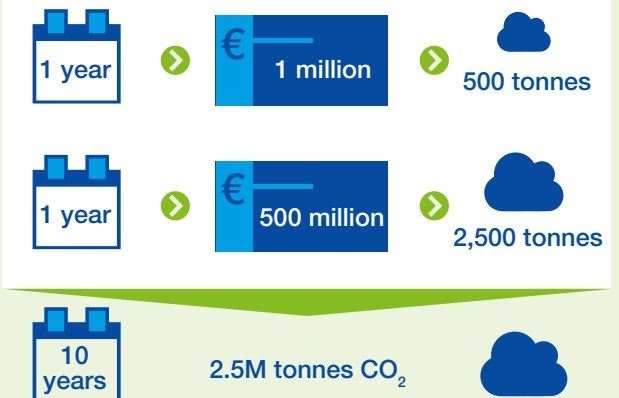 1 year
€
1 million
500 tonnes
1 year
€
500 million
2,500 tonnes
10
years
2.5M tonnes CO₂